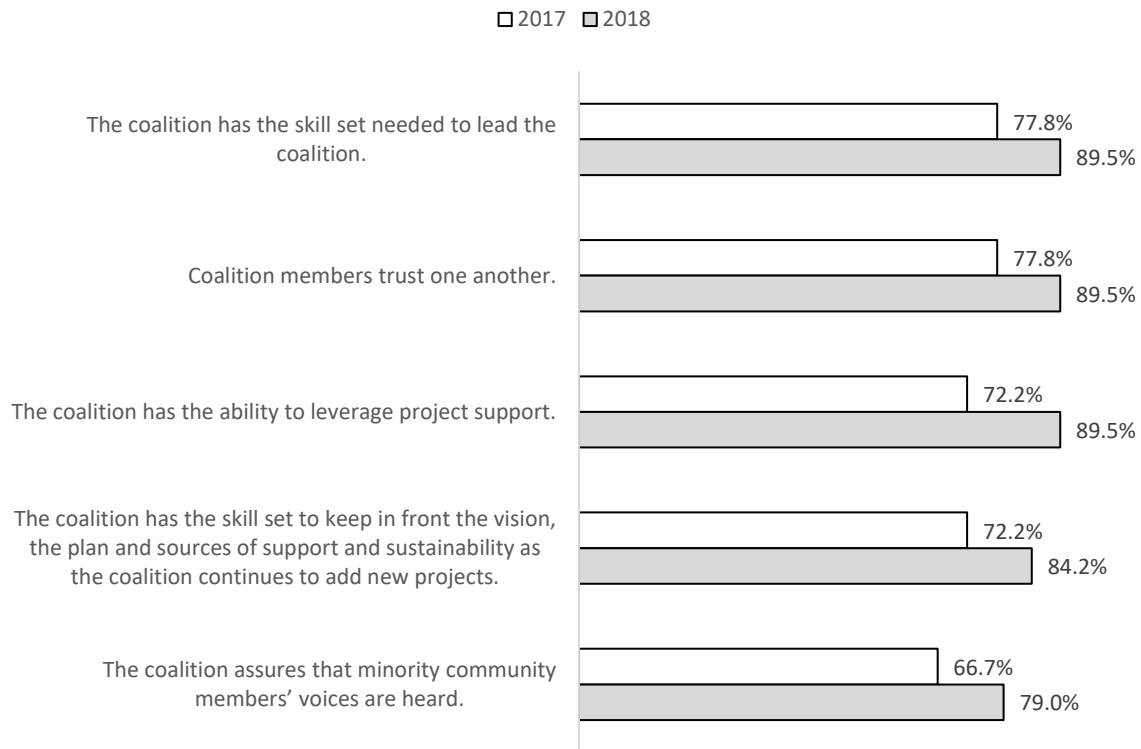 2017 2018
The coalition has the skill set needed to lead the
coalition.
77.8%
89.5%
Coalition members trust one another.
77.8%
89.5%
The coalition has the ability to leverage project support.
72.2%
89.5%
The coalition has the skill set to keep in front the vision,
the plan and sources of support and sustainability as
the coalition continues to add new projects.
72.2%
84.2%
The coalition assures that minority community
members’ voices are heard.
66.7%
79.0%